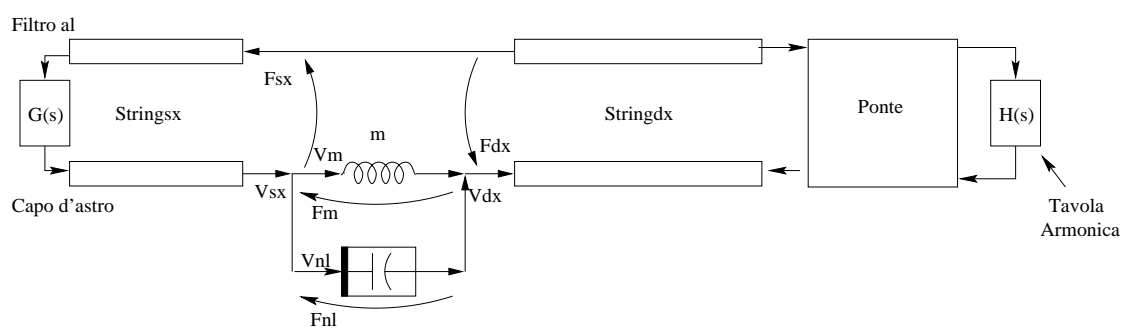 Filtro al
Fsx
G(s)
Stringsx
m
Fdx
Stringdx
Ponte
H(s)
Vm
Vsx
Vdx
Capo d'astro
Fm
Tavola
Armonica
Vnl
Fnl